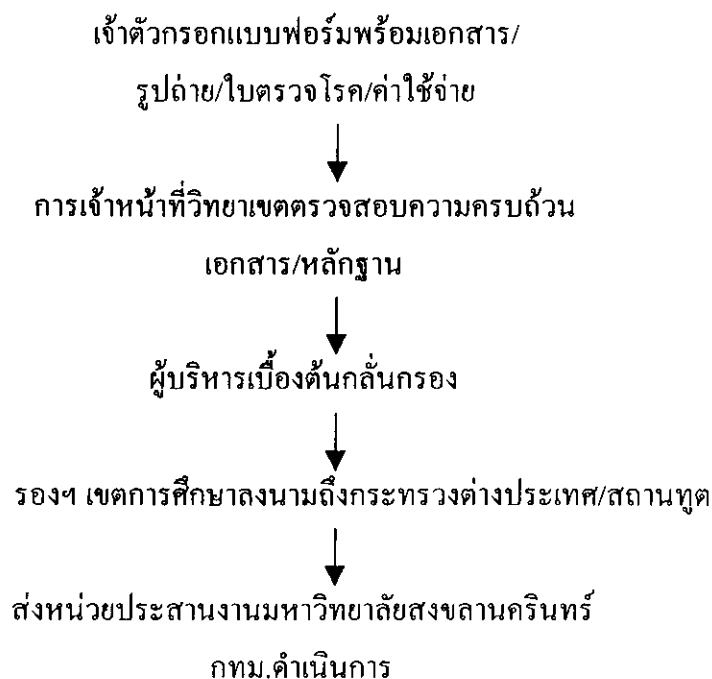 เจ้าตัวกรอกแบบฟอร์มพร้อมเอกสาร/
รูปถ่าย/ใบตรวจโรค/ค่าใช้จ่าย
การเจ้าหน้าที่วิทยาเขตตรวจสอบความครบถ้วน
เอกสาร/หลักฐาน
ผู้บริหารเบื้องต้นกลั่นกรอง
รองฯ เขตการศึกษาลงนามถึงกระทรวงต่างประเทศ/สถานทูต
ส่งหน่วยประสานงานมหาวิทยาลัยสงขลานครินทร์
กทม.ดำเนินการ